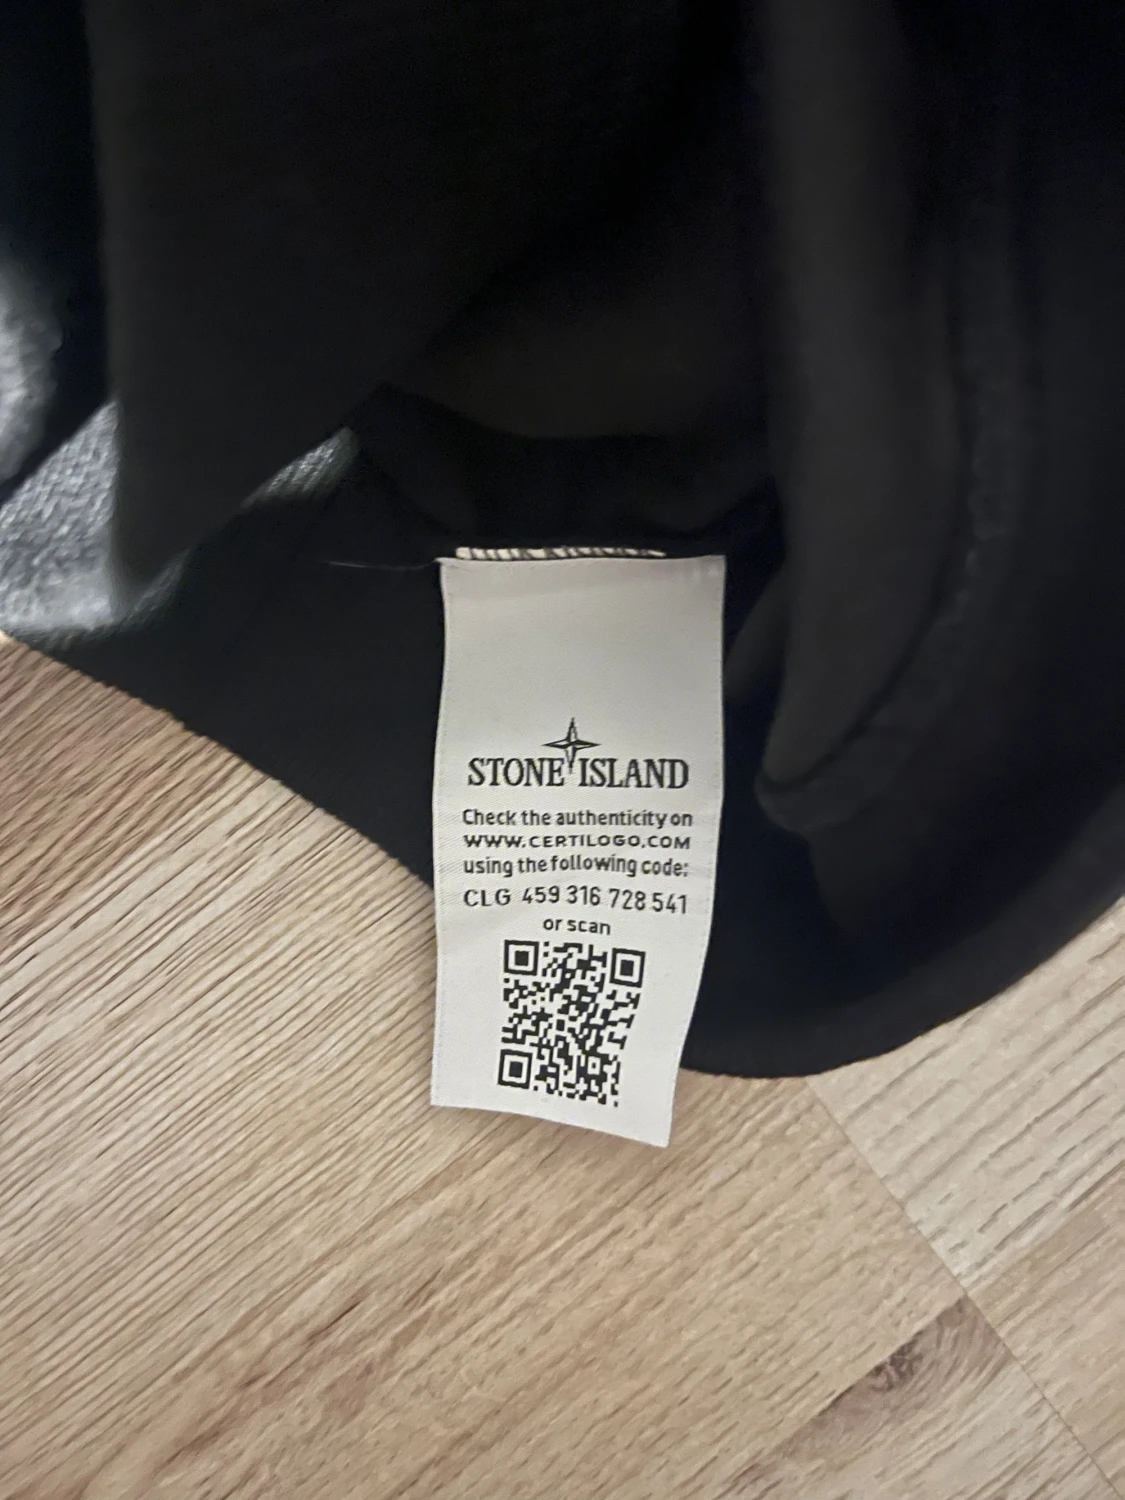 STONE ISLAND
Check the authenticity on
WWW.CERTILOGO.COM
using the following code:
CLG 459 316 728 541
or scan